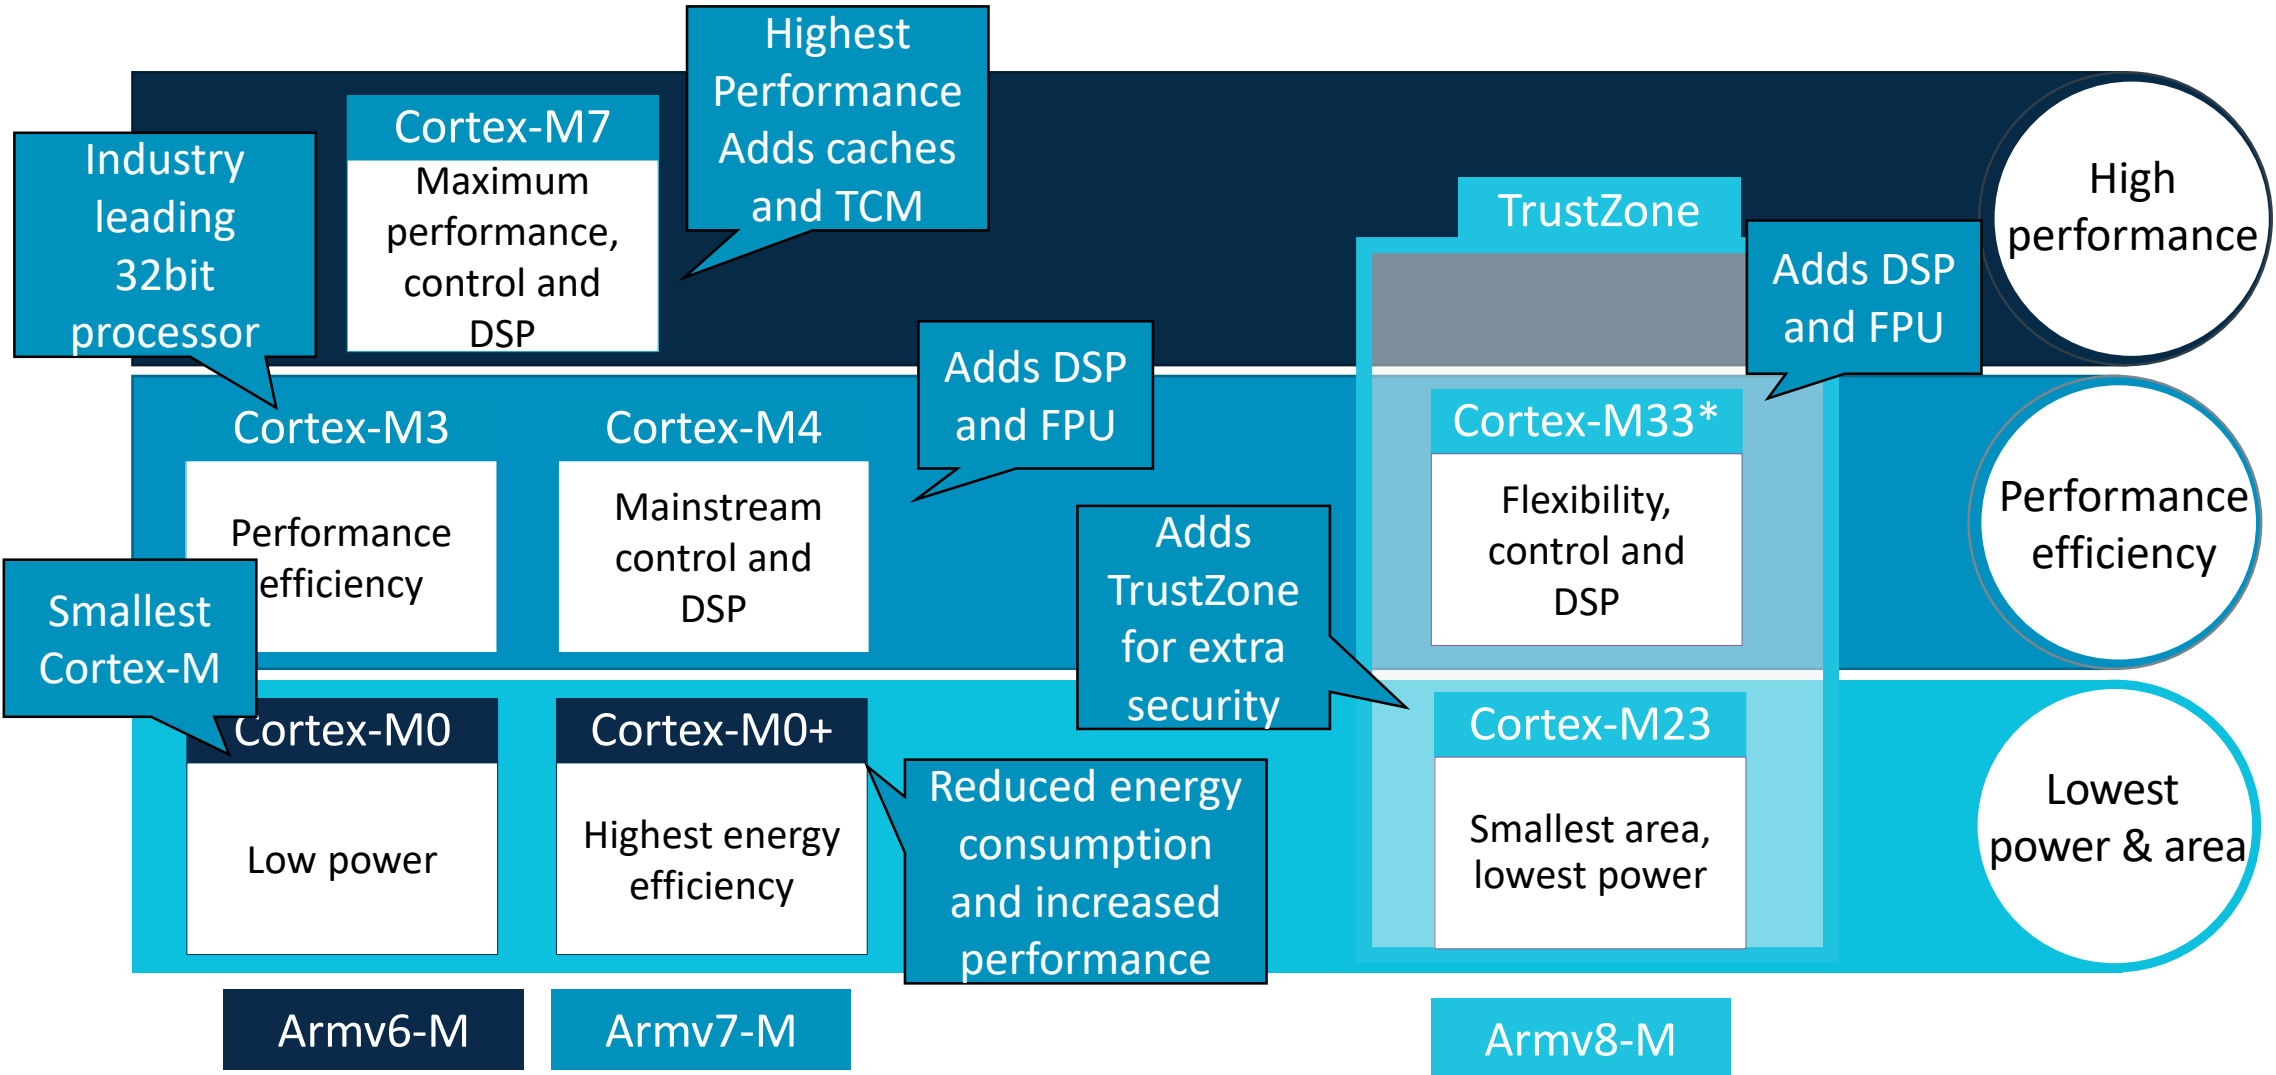 Highest
Performance
Adds caches
and TCM
Cortex-M7
Maximum
performance,
control and
DSP
Industry
leading
32bit
processor
TrustZone
Adds DSP
and FPU
High
performance
Cortex-M3
Performance
efficiency
Cortex-M4
Mainstream
control and
DSP
Adds DSP
and FPU
Cortex-M33*
Flexibility,
control and
DSP
Performance
efficiency
Smallest
Cortex-M
Adds
TrustZone
for extra
security
Cortex-M0
Low power
Cortex-M0+
Highest energy
efficiency
Reduced energy
consumption
and increased
performance
Cortex-M23
Smallest area,
lowest power
Lowest
power & area
Armv6-M
Armv7-M
Armv8-M